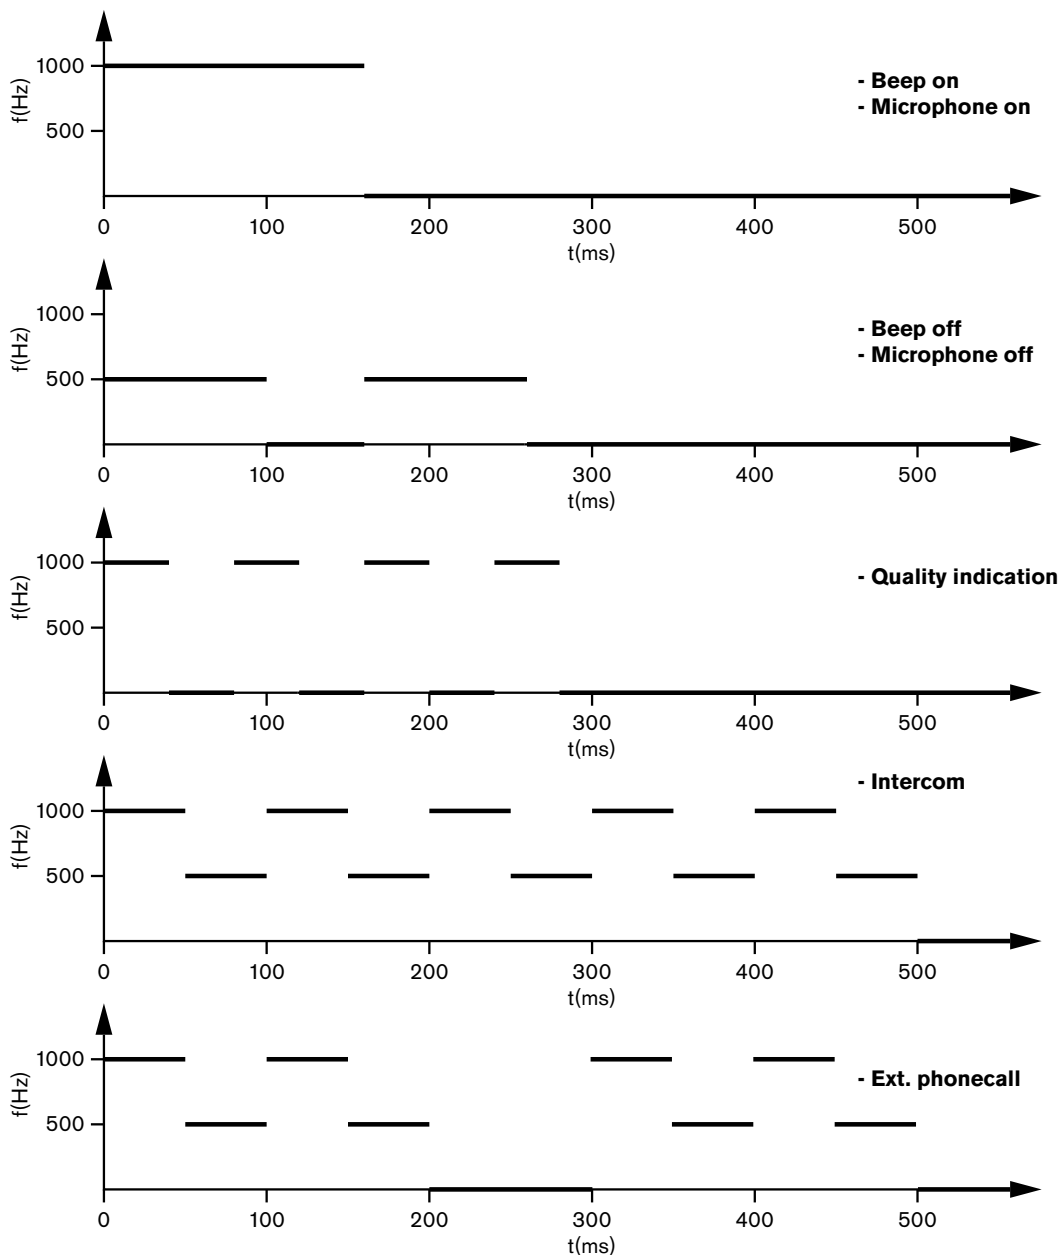 1000
- Beep on
- Microphone on
f(Hz)
500
0 100 200 300 400 500
t(ms)
1000
- Beep off
- Microphone off
f(Hz)
500
0 100 200 300 400 500
t(ms)
1000
- Quality indication
f(Hz)
500
0 100 200 300 400 500
t(ms)
- Intercom
1000
f(Hz)
500
0 100 200 300 400 500
t(ms)
1000
- Ext. phonecall
f(Hz)
500
0 100 200 300 400 500
t(ms)